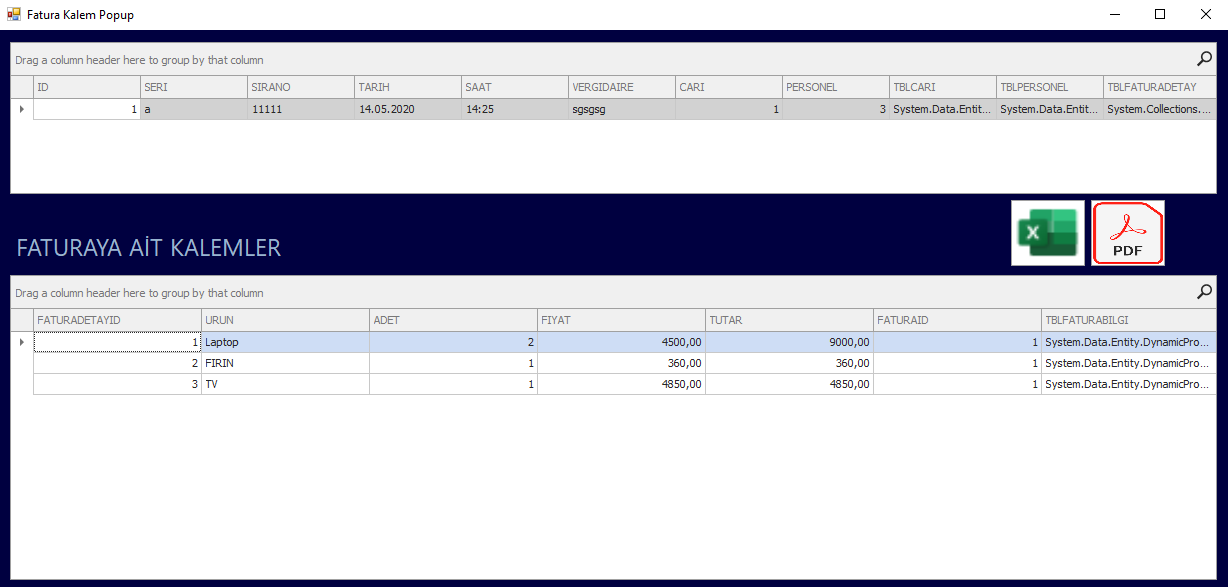 Fatura Kalem Popup
Drag a column header here to group by that column
ID SERI SIRANO TARIH SAAT VERGIDAIRE CARI PERSONEL TBLCARI TBLPERSONEL TBLFATURADETAY
1 a 11111 14.05.2020 14:25 sgsgsg 1 3 System.Data.Entit... System.Data.Entit... System.Collections....
X PDF
FATURAYA AİT KALEMLER
Drag a column header here to group by that column
FATURADETAYID URUN ADET FIYAT TUTAR FATURAID TBLFATURABILGI
1 Laptop 2 4500,00 9000,00 1 System.Data.Entity.DynamicPro...
2 FIRIN 1 360,00 360,00 1 System.Data.Entity.DynamicPro...
3 TV 1 4850,00 4850,00 1 System.Data.Entity.DynamicPro...